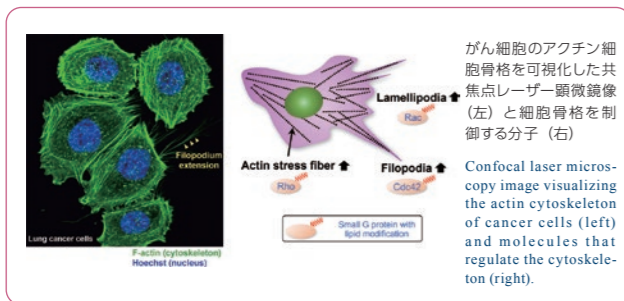 Filopodium
extension
Lung cancer cells
F-actin (cytoskeleton)
Hoechst (nucleus)
Lamellipodia
Rac
Actin stress fiber
Rho
Filopodia
Cdc42
Small G protein with
lipid modification
がん細胞のアクチン細
胞骨格を可視化した共
焦点レーザー顕微鏡像
（左）と細胞骨格を制
御する分子（右）
Confocal laser micros-
copy image visualizing
the actin cytoskeleton
of cancer cells (left)
and molecules that
regulate the cytoskele-
ton (right).